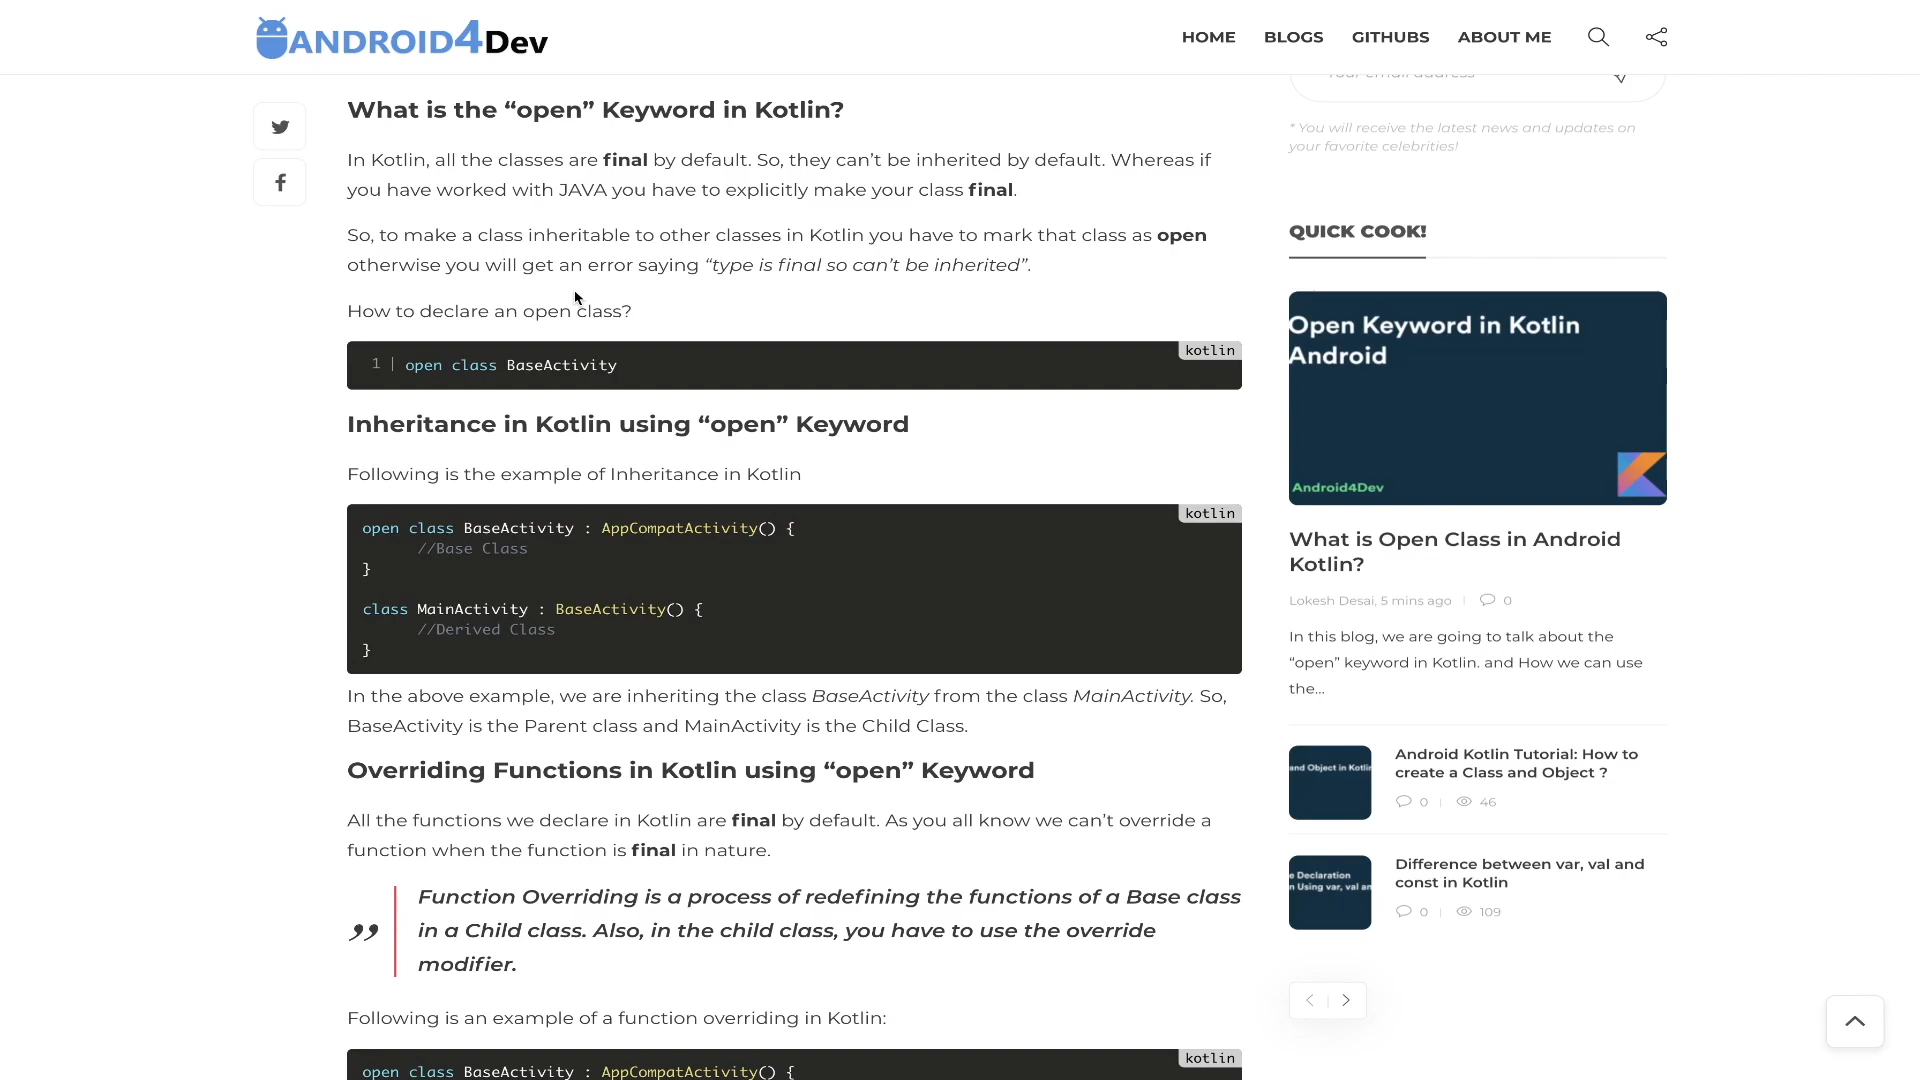 ANDROID4Dev
HOME BLOGS GITHUBS ABOUT ME
What is the “open” Keyword in Kotlin?
In Kotlin, all the classes are final by default. So, they can’t be inherited by default. Whereas if
you have worked with JAVA you have to explicitly make your class final.
So, to make a class inheritable to other classes in Kotlin you have to mark that class as open
otherwise you will get an error saying “type is final so can’t be inherited”.
How to declare an open class?
kotlin
1 open class BaseActivity
Inheritance in Kotlin using “open” Keyword
Following is the example of Inheritance in Kotlin
kotlin
open class BaseActivity : AppCompatActivity() {
//Base Class
}
class MainActivity : BaseActivity() {
//Derived Class
}
In the above example, we are inheriting the class BaseActivity from the class MainActivity. So,
BaseActivity is the Parent class and MainActivity is the Child Class.
Overriding Functions in Kotlin using “open” Keyword
All the functions we declare in Kotlin are final by default. As you all know we can’t override a
function when the function is final in nature.
” Function Overriding is a process of redefining the functions of a Base class
in a Child class. Also, in the child class, you have to use the override
modifier.
Following is an example of a function overriding in Kotlin:
kotlin
open class BaseActivity : AppCompatActivity() {
Your email address
* You will receive the latest news and updates on
your favorite celebrities!
QUICK COOK!
Open Keyword in Kotlin
Android
Android4Dev
What is Open Class in Android
Kotlin?
Lokesh Desai, 5 mins ago 0
In this blog, we are going to talk about the
“open” keyword in Kotlin. and How we can use
the...
and Object in Kotlin
Android Kotlin Tutorial: How to
create a Class and Object ?
0 46
e Declaration
n Using var, val an
Difference between var, val and
const in Kotlin
0 109